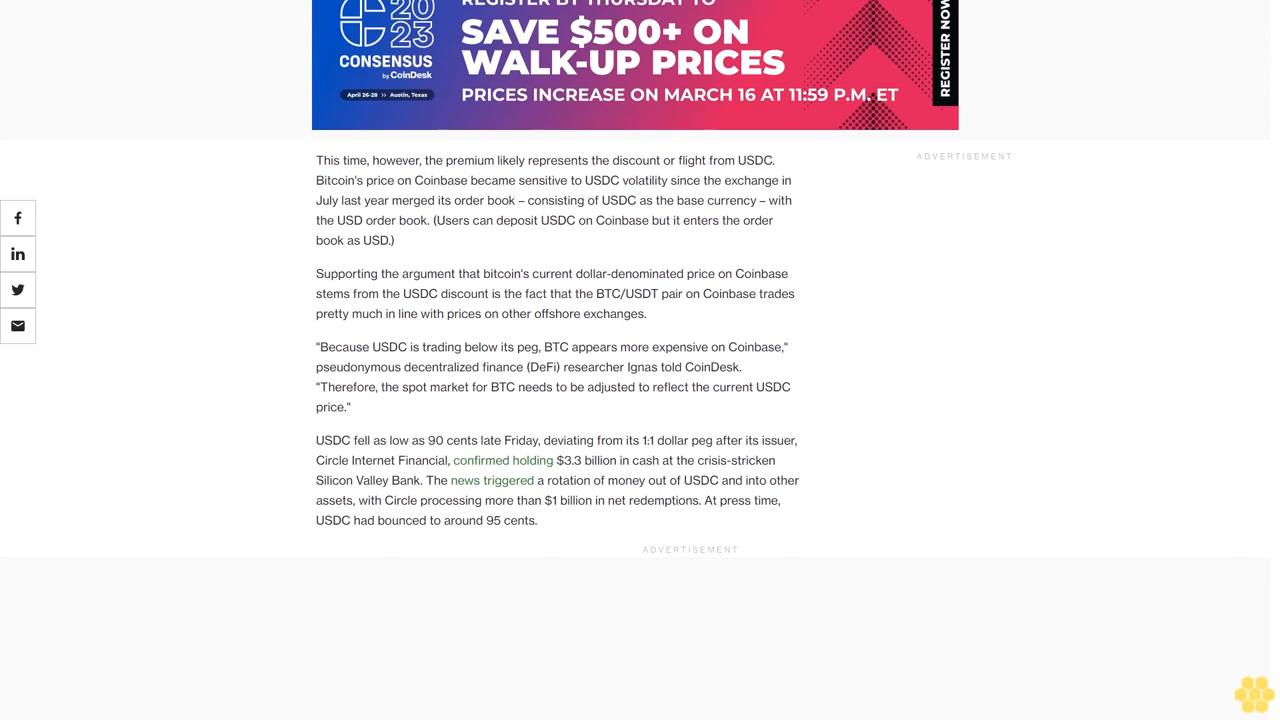 REGISTER BY THURSDAY TO
2023
SAVE $500+ ON
WALK-UP PRICES
CONSENSUS
by CoinDesk
April 26-28 >> Austin, Texas
PRICES INCREASE ON MARCH 16 AT 11:59 P.M. ET
REGISTER NOW
ADVERTISEMENT
This time, however, the premium likely represents the discount or flight from USDC.
Bitcoin's price on Coinbase became sensitive to USDC volatility since the exchange in
July last year merged its order book – consisting of USDC as the base currency – with
the USD order book. (Users can deposit USDC on Coinbase but it enters the order
book as USD.)
Supporting the argument that bitcoin's current dollar-denominated price on Coinbase
stems from the USDC discount is the fact that the BTC/USDT pair on Coinbase trades
pretty much in line with prices on other offshore exchanges.
"Because USDC is trading below its peg, BTC appears more expensive on Coinbase,"
pseudonymous decentralized finance (DeFi) researcher Ignas told CoinDesk.
"Therefore, the spot market for BTC needs to be adjusted to reflect the current USDC
price."
USDC fell as low as 90 cents late Friday, deviating from its 1:1 dollar peg after its issuer,
Circle Internet Financial, confirmed holding $3.3 billion in cash at the crisis-stricken
Silicon Valley Bank. The news triggered a rotation of money out of USDC and into other
assets, with Circle processing more than $1 billion in net redemptions. At press time,
USDC had bounced to around 95 cents.
ADVERTISEMENT